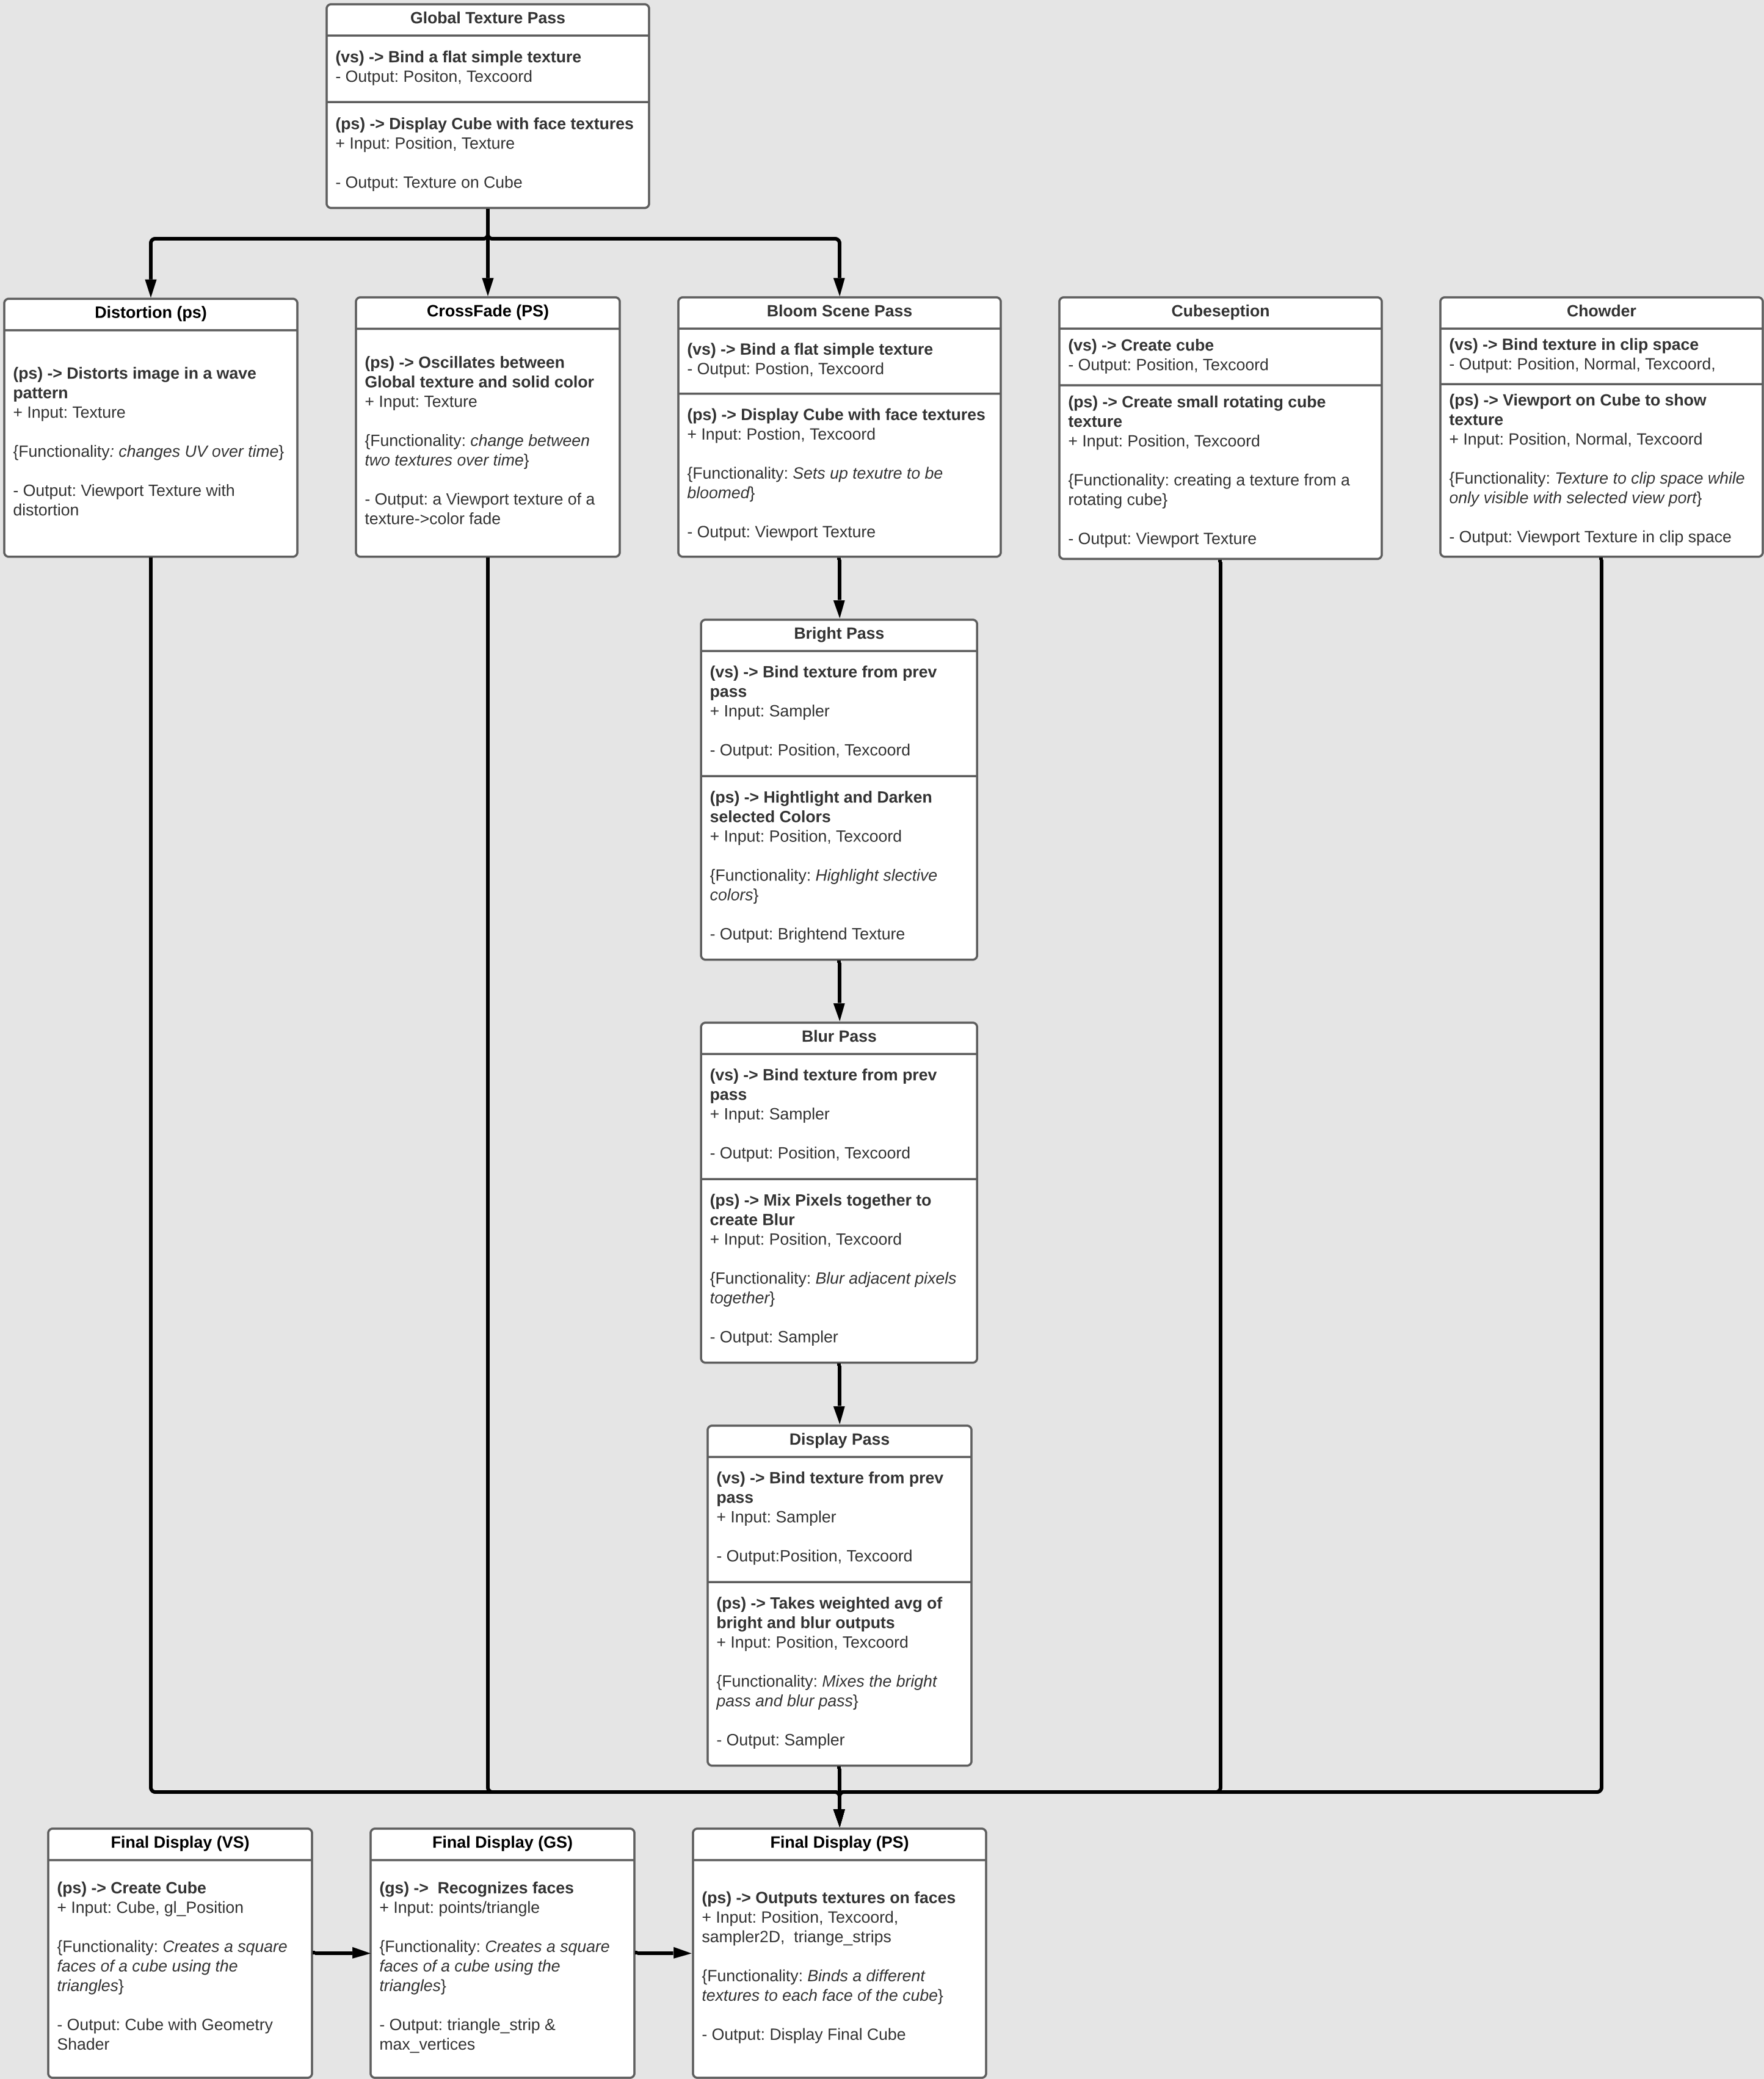 Global Texture Pass
(vs) -> Bind a flat simple texture
- Output: Positon, Texcoord
(ps) -> Display Cube with face textures
+ Input: Position, Texture
- Output: Texture on Cube
Distortion (ps)
(ps) -> Distorts image in a wave
pattern
+ Input: Texture
{Functionality: changes UV over time}
- Output: Viewport Texture with
distortion
CrossFade (PS)
(ps) -> Oscillates between
Global texture and solid color
+ Input: Texture
{Functionality: change between
two textures over time}
- Output: a Viewport texture of a
texture->color fade
Bloom Scene Pass
(vs) -> Bind a flat simple texture
- Output: Postion, Texcoord
(ps) -> Display Cube with face textures
+ Input: Postion, Texcoord
{Functionality: Sets up texutre to be
bloomed}
- Output: Viewport Texture
Cubeseption
(vs) -> Create cube
- Output: Position, Texcoord
(ps) -> Create small rotating cube
texture
+ Input: Position, Texcoord
{Functionality: creating a texture from a
rotating cube}
- Output: Viewport Texture
Chowder
(vs) -> Bind texture in clip space
- Output: Position, Normal, Texcoord,
(ps) -> Viewport on Cube to show
texture
+ Input: Position, Normal, Texcoord
{Functionality: Texture to clip space while
only visible with selected view port}
- Output: Viewport Texture in clip space
Bright Pass
(vs) -> Bind texture from prev
pass
+ Input: Sampler
- Output: Position, Texcoord
(ps) -> Hightlight and Darken
selected Colors
+ Input: Position, Texcoord
{Functionality: Highlight slective
colors}
- Output: Brightend Texture
Blur Pass
(vs) -> Bind texture from prev
pass
+ Input: Sampler
- Output: Position, Texcoord
(ps) -> Mix Pixels together to
create Blur
+ Input: Position, Texcoord
{Functionality: Blur adjacent pixels
together}
- Output: Sampler
Display Pass
(vs) -> Bind texture from prev
pass
+ Input: Sampler
- Output:Position, Texcoord
(ps) -> Takes weighted avg of
bright and blur outputs
+ Input: Position, Texcoord
{Functionality: Mixes the bright
pass and blur pass}
- Output: Sampler
Final Display (VS)
(ps) -> Create Cube
+ Input: Cube, gl_Position
{Functionality: Creates a square
faces of a cube using the
triangles}
- Output: Cube with Geometry
Shader
Final Display (GS)
(gs) -> Recognizes faces
+ Input: points/triangle
{Functionality: Creates a square
faces of a cube using the
triangles}
- Output: triangle_strip &
max_vertices
Final Display (PS)
(ps) -> Outputs textures on faces
+ Input: Position, Texcoord,
sampler2D, triange_strips
{Functionality: Binds a different
textures to each face of the cube}
- Output: Display Final Cube